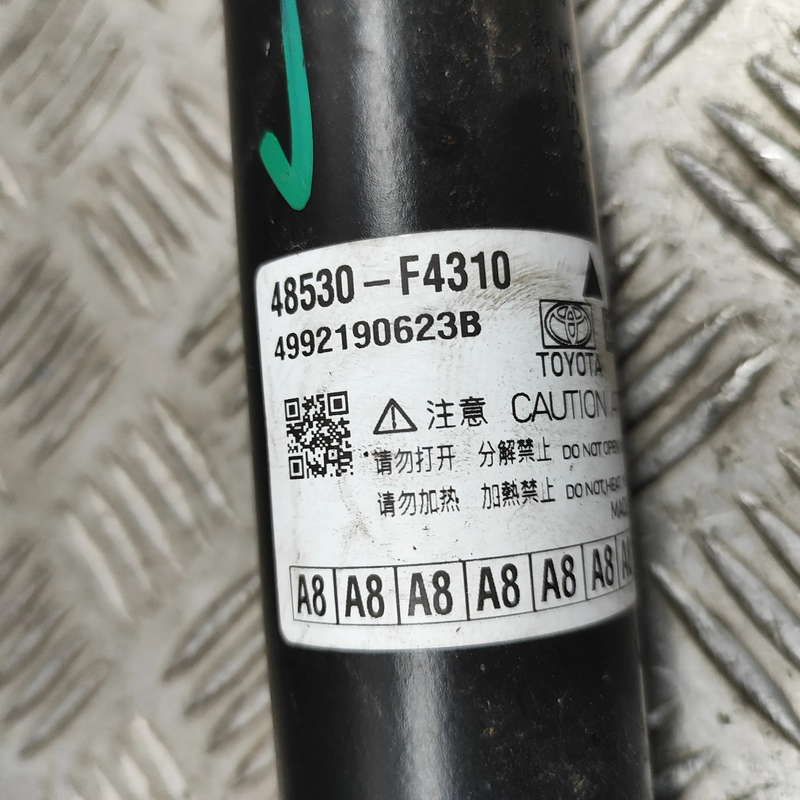 48530-F4310
4992190623B
TOYOTA
注意 CAUTION
请勿打开 分解禁止 DO NOT OPEN
请勿加热 加熱禁止 DO NOT HEAT
A8 A8 A8 A8 A8 A8